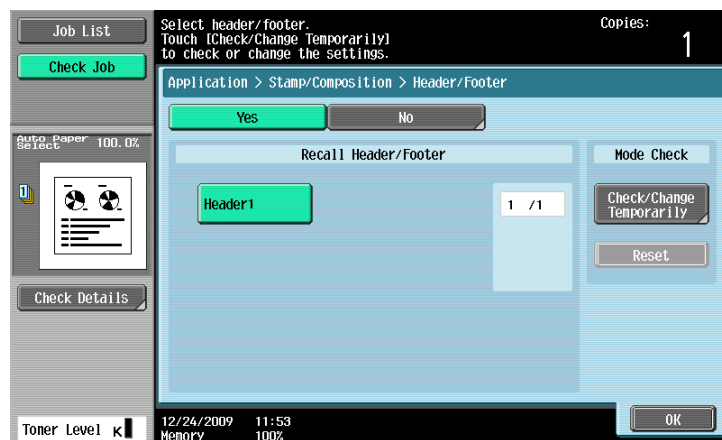 Job List
Check Job
Auto Paper
Select
100.0%
1
Check Details
Toner Level K
Select header/footer.
Touch [Check/Change Temporarily]
to check or change the settings.
Copies:
1
Application > Stamp/Composition > Header/Footer
Yes
No
Recall Header/Footer
Header1
1 /1
Mode Check
Check/Change
Temporarily
Reset
OK
12/24/2009 11:53
Memory 100%